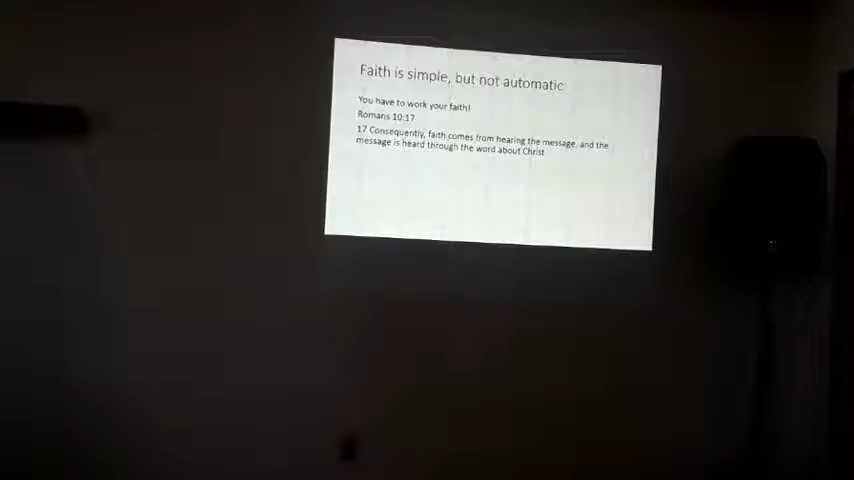 Faith is simple, but not automatic
You have to work your faith!
Romans 10:17
17 Consequently, faith comes from hearing the message, and the
message is heard through the word about Christ